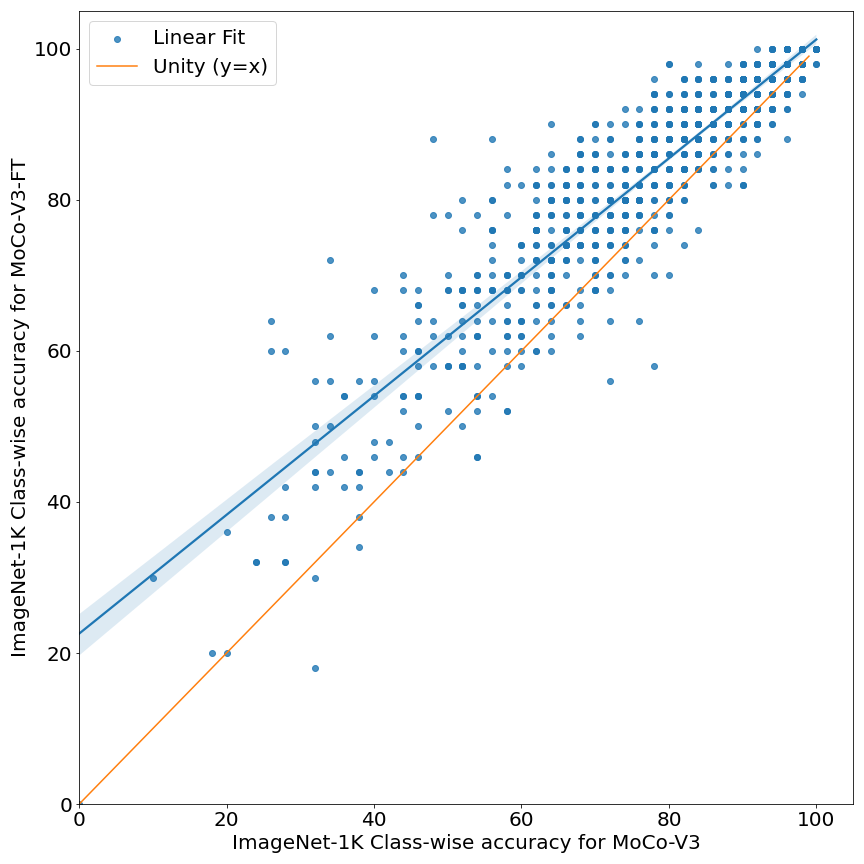 Linear Fit
Unity (y=x)
100
80
60
40
20
0
ImageNet-1K Class-wise accuracy for MoCo-V3-FT
0 20 40 60 80 100
ImageNet-1K Class-wise accuracy for MoCo-V3